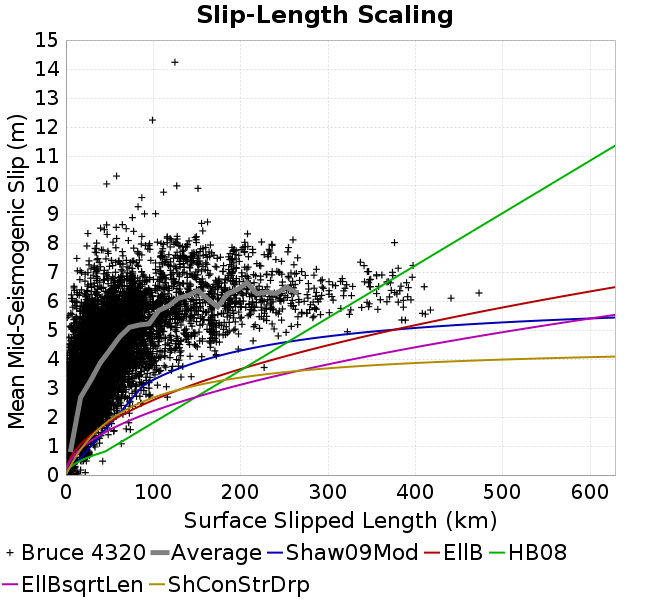 Slip-Length Scaling
Mean Mid-Seismogenic Slip (m)
15
14
13
12
11
10
9
8
7
6
5
4
3
2
1
0
0 100 200 300 400 500 600
Surface Slipped Length (km)
Bruce 4320 Average Shaw09Mod EllB HB08
EllBsqrtLen ShConStrDrp